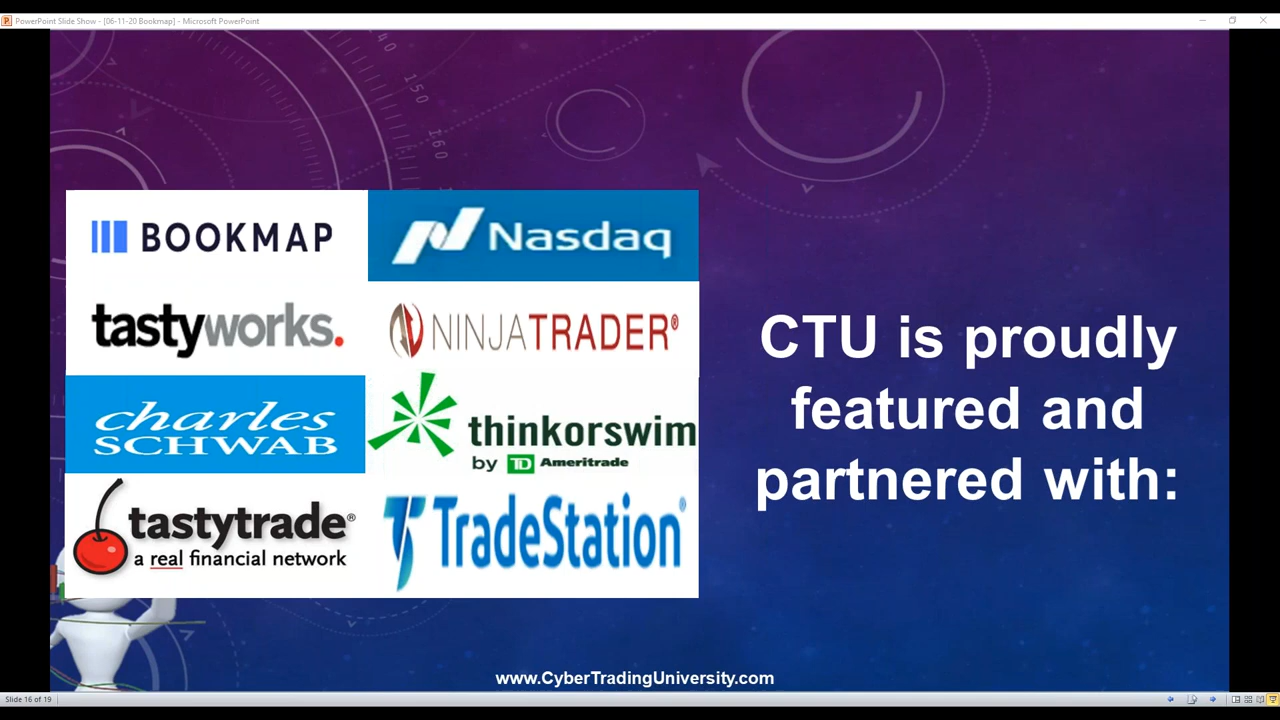 PowerPoint Slide Show - [06-11-20 Bookmap] - Microsoft PowerPoint
150
160
BOOKMAP
Nasdaq
tastyworks.
NINJATRADER®
charles
SCHWAB
thinkorswim
by TD Ameritrade
tastytrade®
a real financial network
TradeStation®
CTU is proudly
featured and
partnered with:
www.CyberTradingUniversity.com
Slide 16 of 19